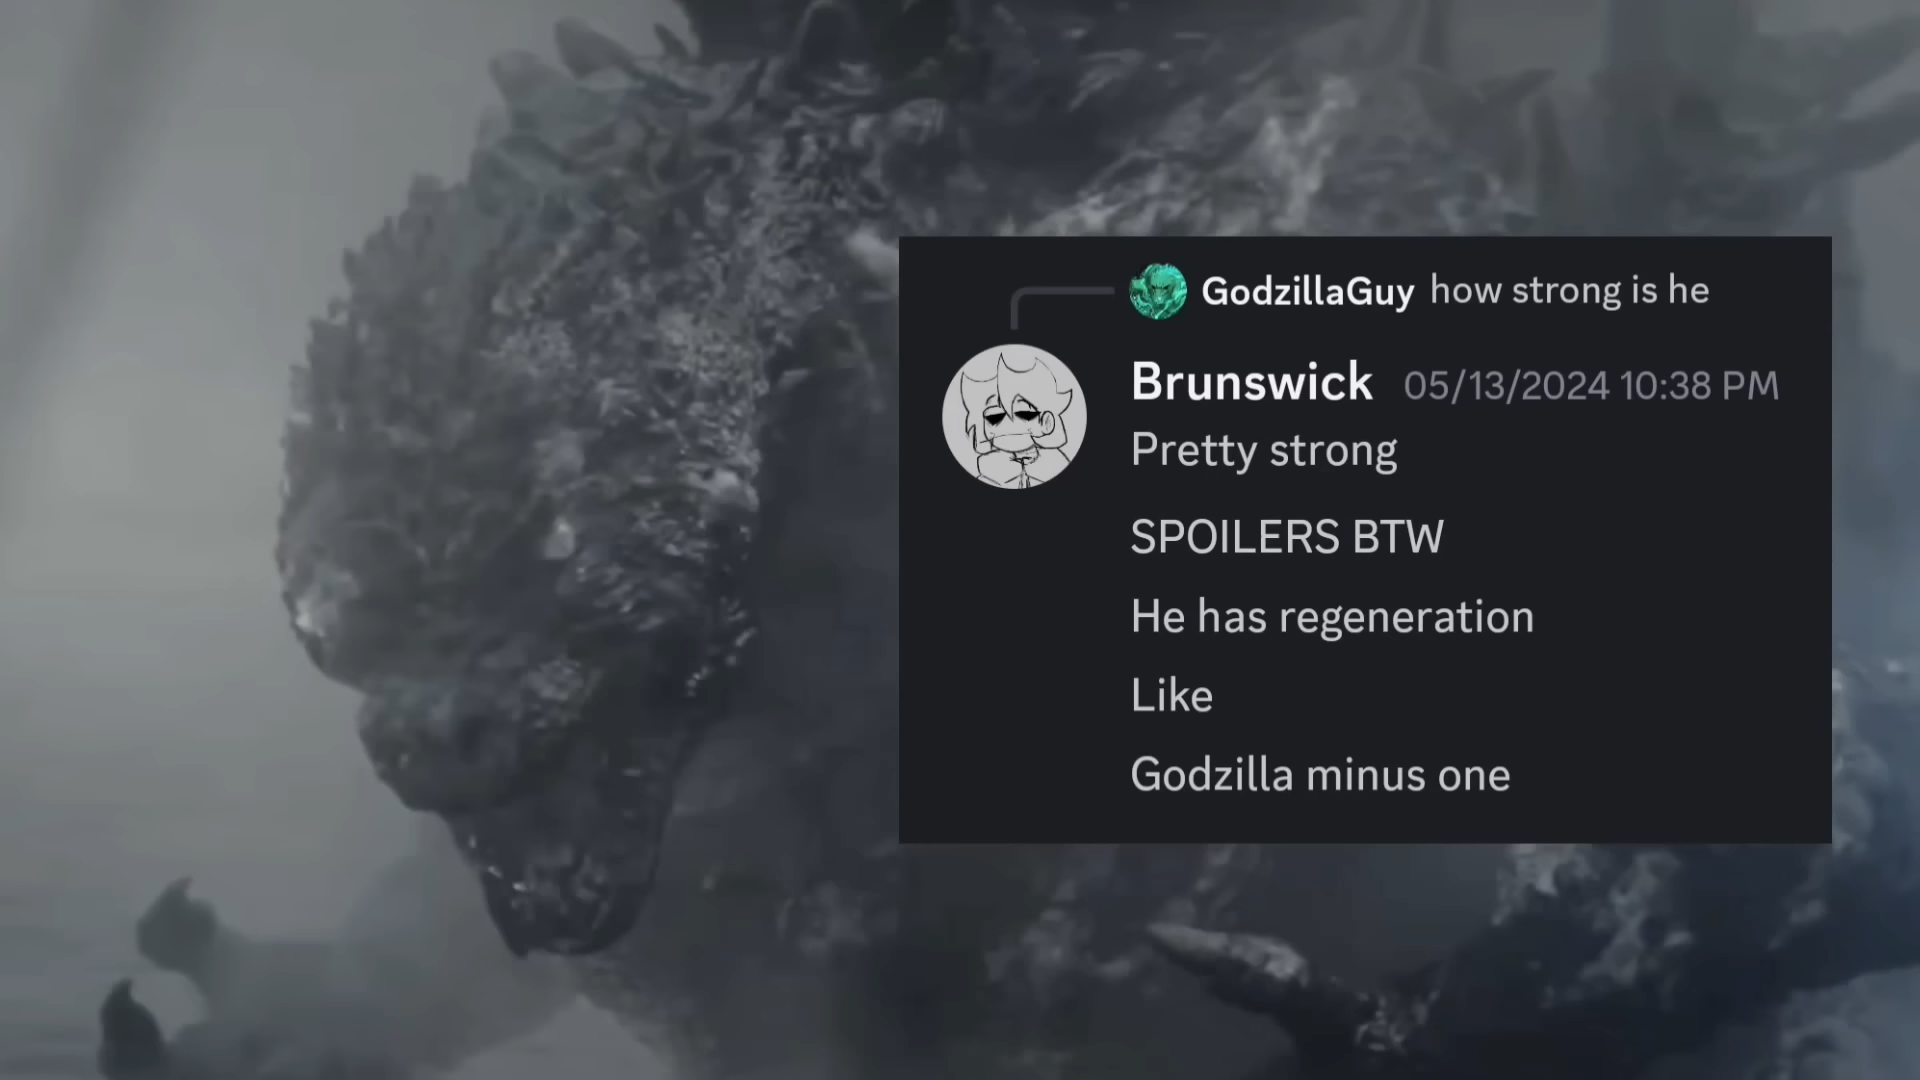 GodzillaGuy how strong is he
Brunswick 05/13/2024 10:38 PM
Pretty strong
SPOILERS BTW
He has regeneration
Like
Godzilla minus one